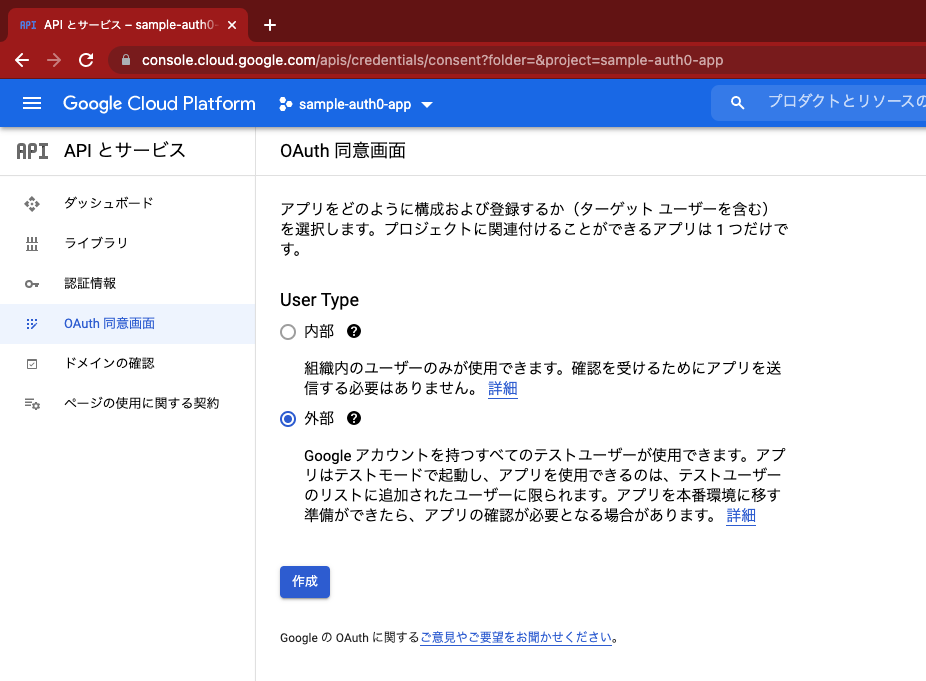 API APIとサービス – sample-auth0-
console.cloud.google.com/apis/credentials/consent?folder=&project=sample-auth0-app
Google Cloud Platform
sample-auth0-app
プロダクトとリソースの
API API とサービス
ダッシュボード
ライブラリ
認証情報
OAuth 同意画面
ドメインの確認
ページの使用に関する契約
OAuth 同意画面
アプリをどのように構成および登録するか（ターゲット ユーザーを含む）
を選択します。プロジェクトに関連付けることができるアプリは 1 つだけで
す。
User Type
内部
組織内のユーザーのみが使用できます。確認を受けるためにアプリを送
信する必要はありません。 詳細
外部
Google アカウントを持つすべてのテストユーザーが使用できます。アプ
リはテストモードで起動し、アプリを使用できるのは、テストユーザー
のリストに追加されたユーザーに限られます。アプリを本番環境に移す
準備ができたら、アプリの確認が必要となる場合があります。 詳細
作成
Google の OAuth に関するご意見やご要望をお聞かせください。